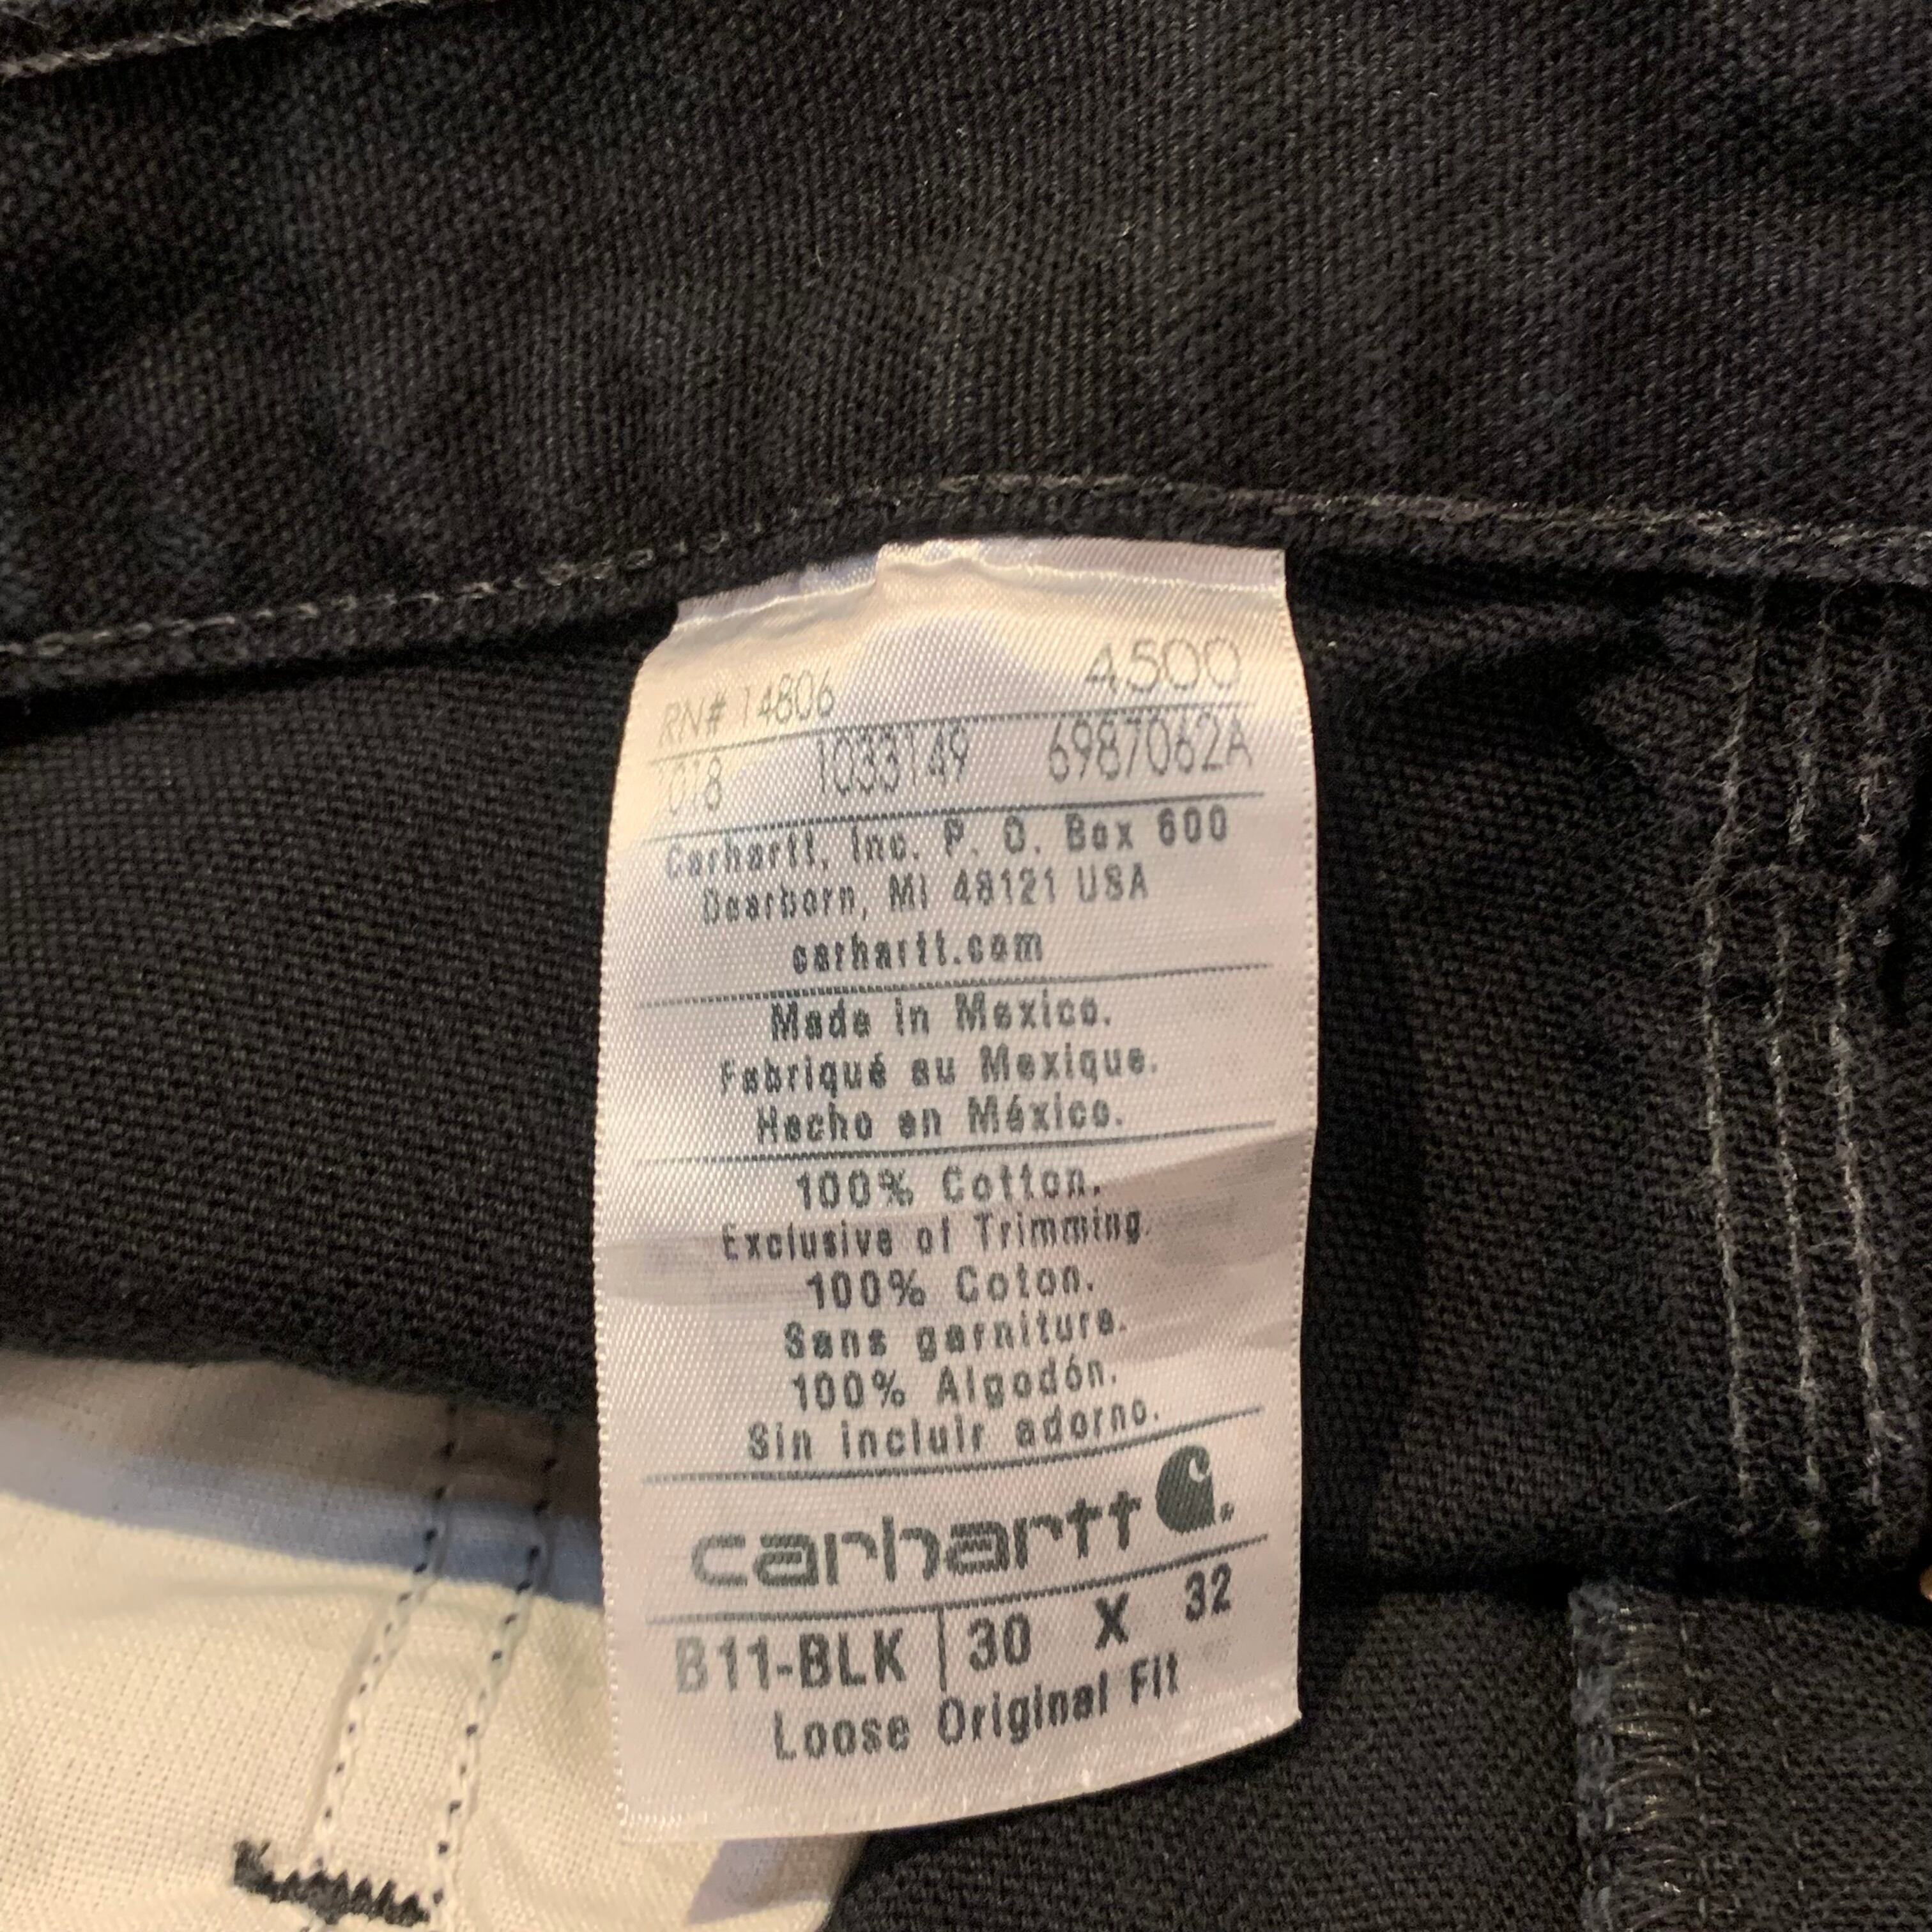 RN# 14806 4500
1018 1033149 6987062A
Carhartt, Inc. P. O. Box 600
Dearborn, MI 48121 USA
carhartt.com
Made in Mexico.
Fabriqué au Mexique.
Hecho en México.
100% Cotton.
Exclusive of Trimming.
100% Coton.
Sans garniture.
100% Algodón.
Sin incluir adorno.
carhartt
B11-BLK | 30 X 32
Loose Original Fit